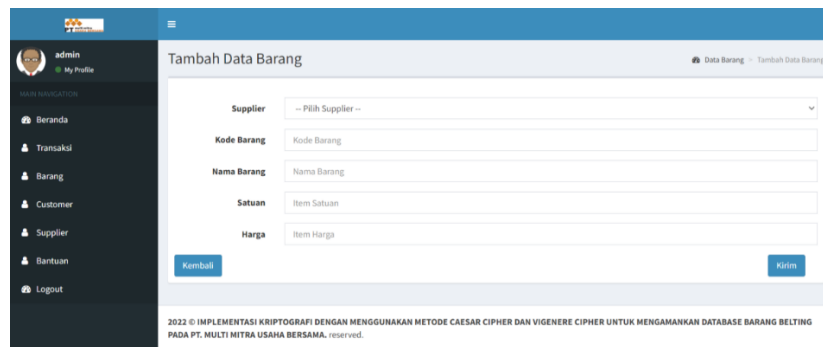 admin
My Profile
MAIN NAVIGATION
Beranda
Transaksi
Barang
Customer
Supplier
Bantuan
Logout
Tambah Data Barang
Data Barang > Tambah Data Barang
Supplier
-- Pilih Supplier --
Kode Barang
Kode Barang
Nama Barang
Nama Barang
Satuan
Item Satuan
Harga
Item Harga
Kembali
Kirim
2022 © IMPLEMENTASI KRIPTOGRAFI DENGAN MENGGUNAKAN METODE CAESAR CIPHER DAN VIGENERE CIPHER UNTUK MENGAMANKAN DATABASE BARANG BELTING
PADA PT. MULTI MITRA USAHA BERSAMA. reserved.